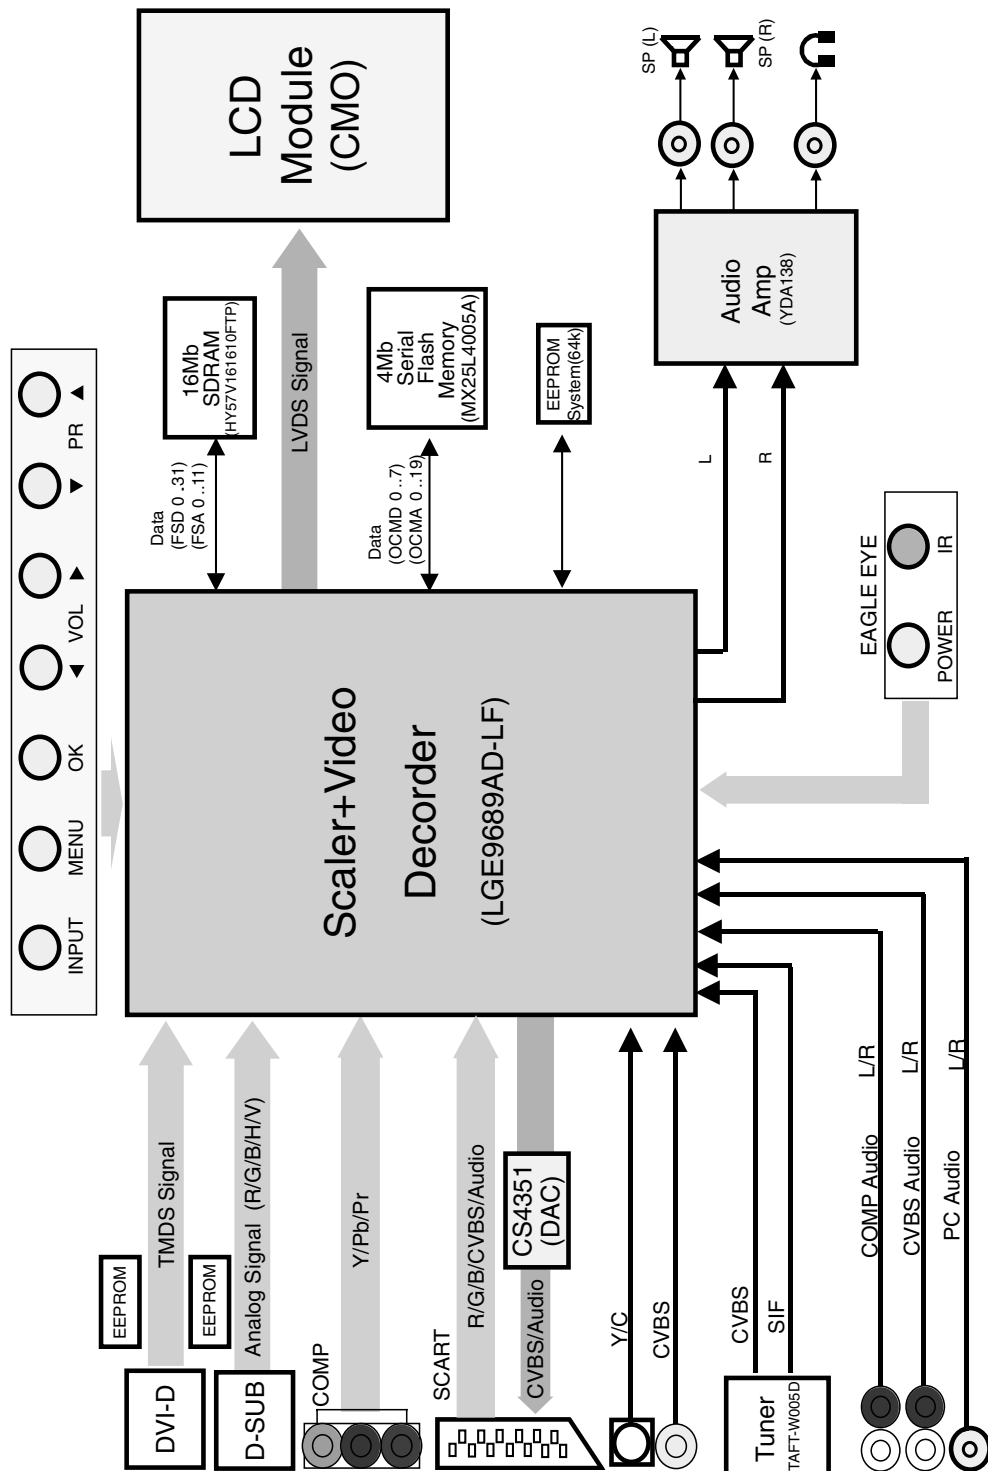 INPUT
MENU
OK
VOL
PR
LCD
Module
(CMO)
16Mb
SDRAM
(HY57V161610FTP)
Data
(FSD 0 ..31)
(FSA 0 ..11)
LVDS Signal
4Mb
Serial
Flash
Memory
(MX25L4005A)
Data
(OCMD 0 ..7)
(OCMA 0 ..19)
EEPROM
System(64k)
SP (L)
SP (R)
Audio
Amp
(YDA138)
L
R
EAGLE EYE
POWER
IR
Scaler+Video
Decorder
(LGE9689AD-LF)
DVI-D
EEPROM
TMDS Signal
D-SUB
EEPROM
Analog Signal (R/G/B/H/V)
COMP
Y/Pb/Pr
SCART
R/G/B/CVBS/Audio
CS4351
(DAC)
CVBS/Audio
Y/C
CVBS
Tuner
TAFT-W005D
CVBS
SIF
COMP Audio L/R
CVBS Audio L/R
PC Audio L/R